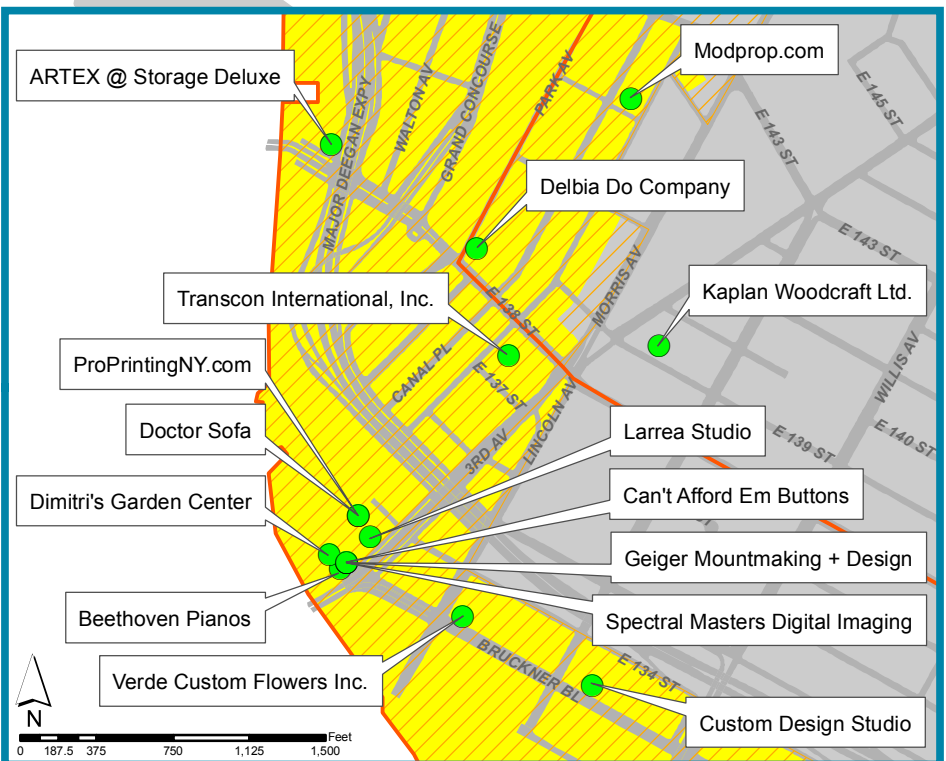 Modprop.com
ARTEX @ Storage Deluxe
MAJOR DEEGAN EXPY
WALTON AV
GRAND CONCOURSE
PARK AV
E 143 ST
E 145 ST
Delbia Do Company
E 143 ST
MORRIS AV
Transcon International, Inc.
E 138 ST
Kaplan Woodcraft Ltd.
ProPrintingNY.com
CANAL PL
E 137 ST
WILLIS AV
Doctor Sofa
3RD AV
LINCOLN AV
Larrea Studio
E 139 ST
E 140 ST
Dimitri's Garden Center
Can't Afford Em Buttons
Geiger Mountmaking + Design
Beethoven Pianos
Spectral Masters Digital Imaging
Verde Custom Flowers Inc.
BRUCKNER BL
E 134 ST
Custom Design Studio
N
Feet
0 187.5 375 750 1,125 1,500